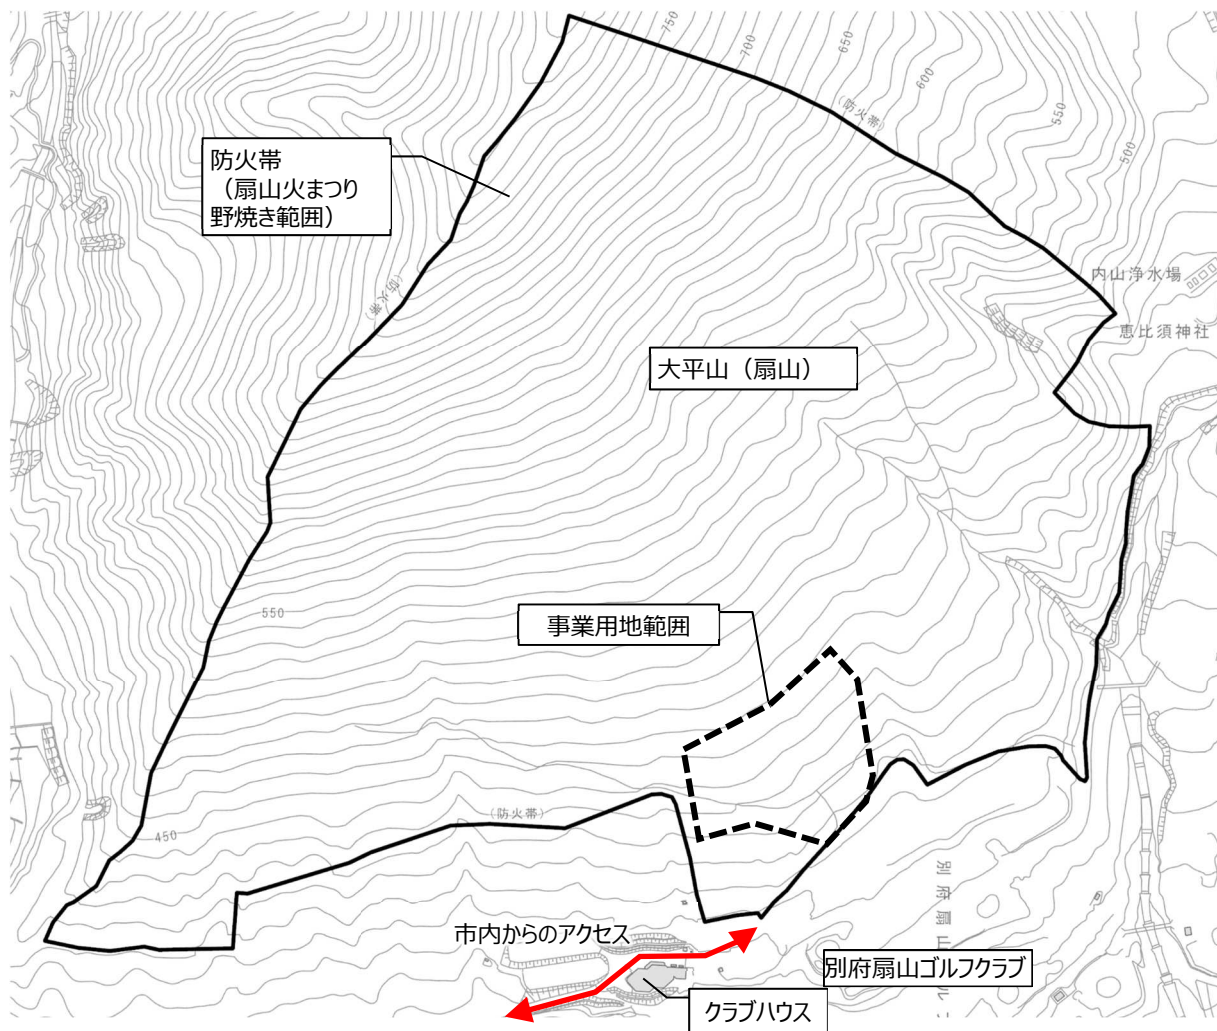 750
700
650
600
550
500
(防火帯)
防火帯
（扇山火まつり
野焼き範囲）
(防火帯)
内山浄水場
恵比須神社
大平山（扇山）
550
事業用地範囲
(防火帯)
450
市内からのアクセス
別府扇山ゴルフクラブ
クラブハウス
別府扇山
ル